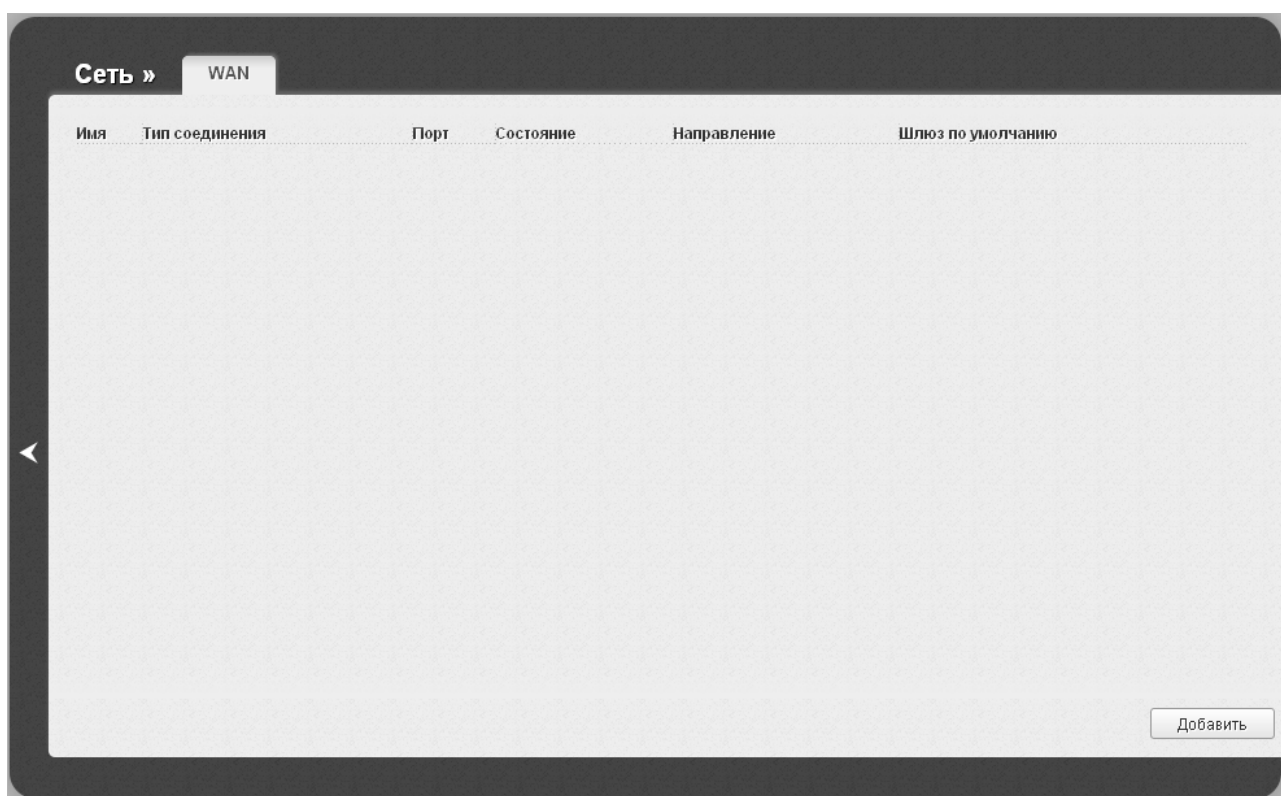 Сеть » WAN
Имя Тип соединения Порт Состояние Направление Шлюз по умолчанию
Добавить